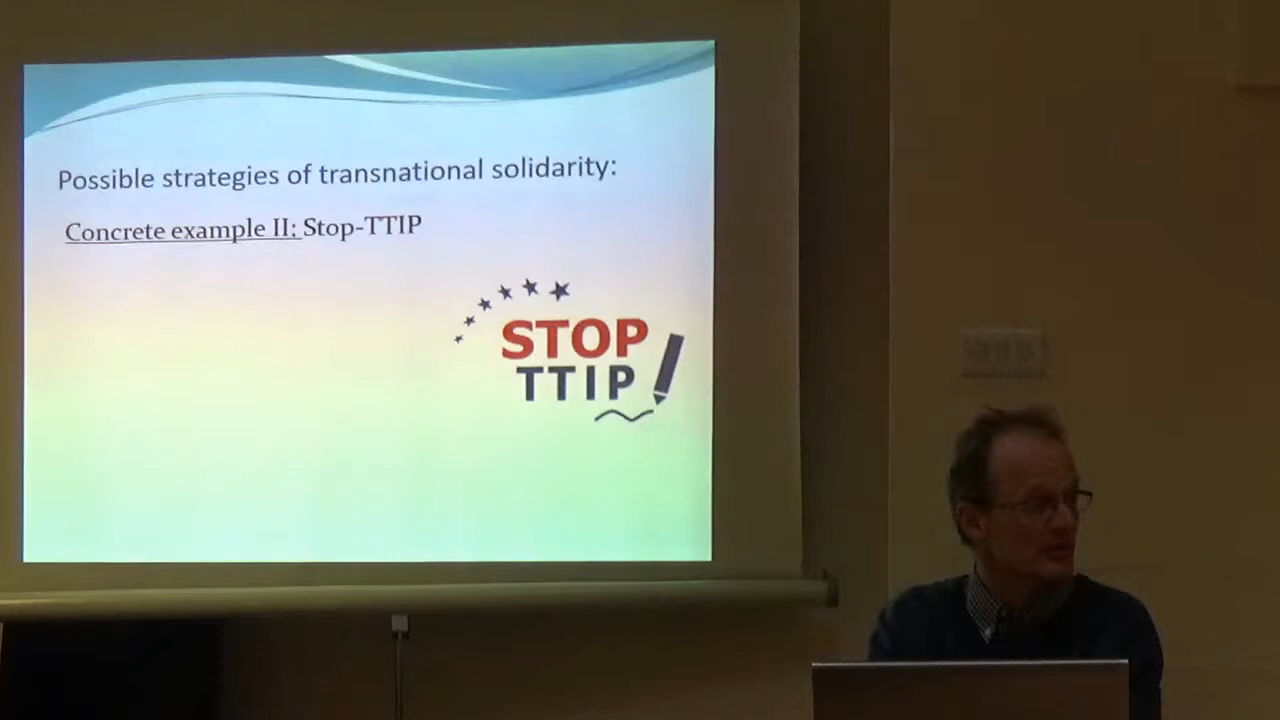 Possible strategies of transnational solidarity:
Concrete example II: Stop-TTIP
STOP
TTIP